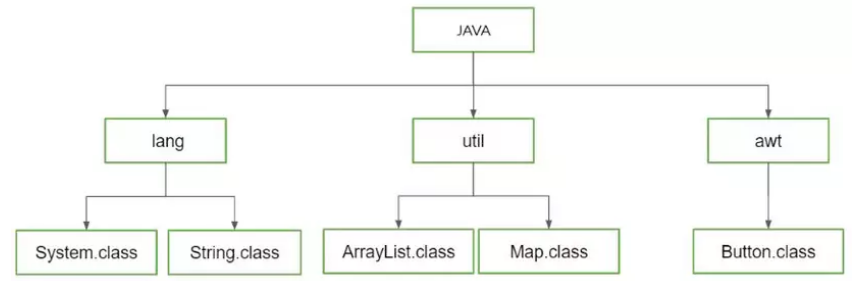 JAVA
lang
util
awt
System.class
String.class
ArrayList.class
Map.class
Button.class